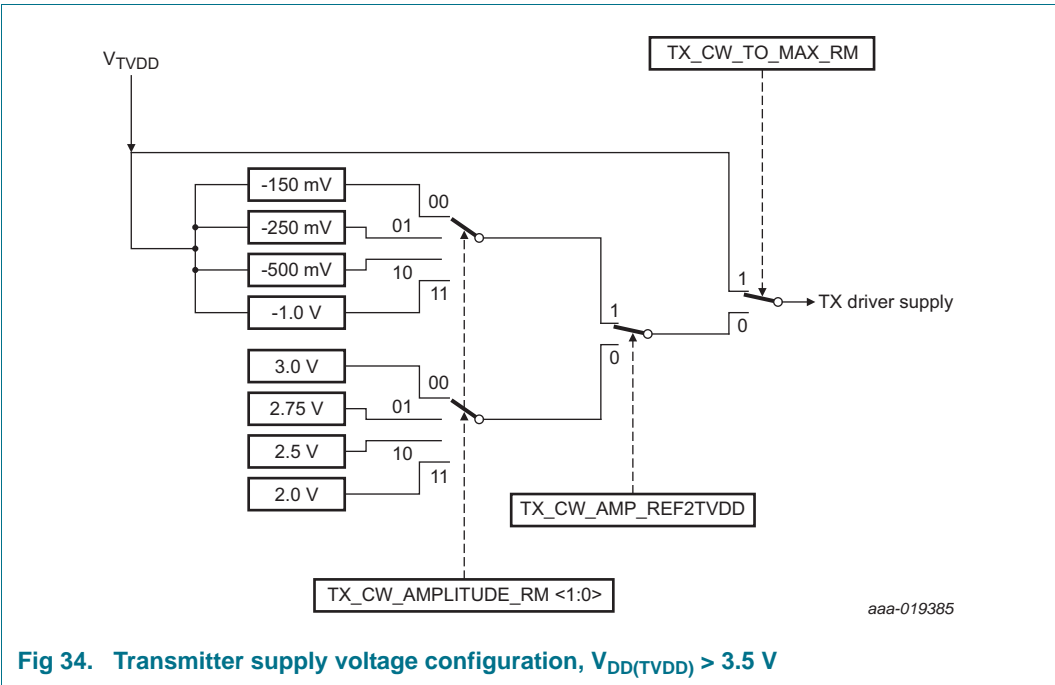 V_TVDD
TX_CW_TO_MAX_RM
-150 mV
00
-250 mV
01
-500 mV
10
-1.0 V
11
1
TX driver supply
0
1
0
3.0 V
00
2.75 V
01
2.5 V
10
2.0 V
11
TX_CW_AMP_REF2TVDD
TX_CW_AMPLITUDE_RM <1:0>
aaa-019385
Fig 34. Transmitter supply voltage configuration, V_DD(TVDD) > 3.5 V